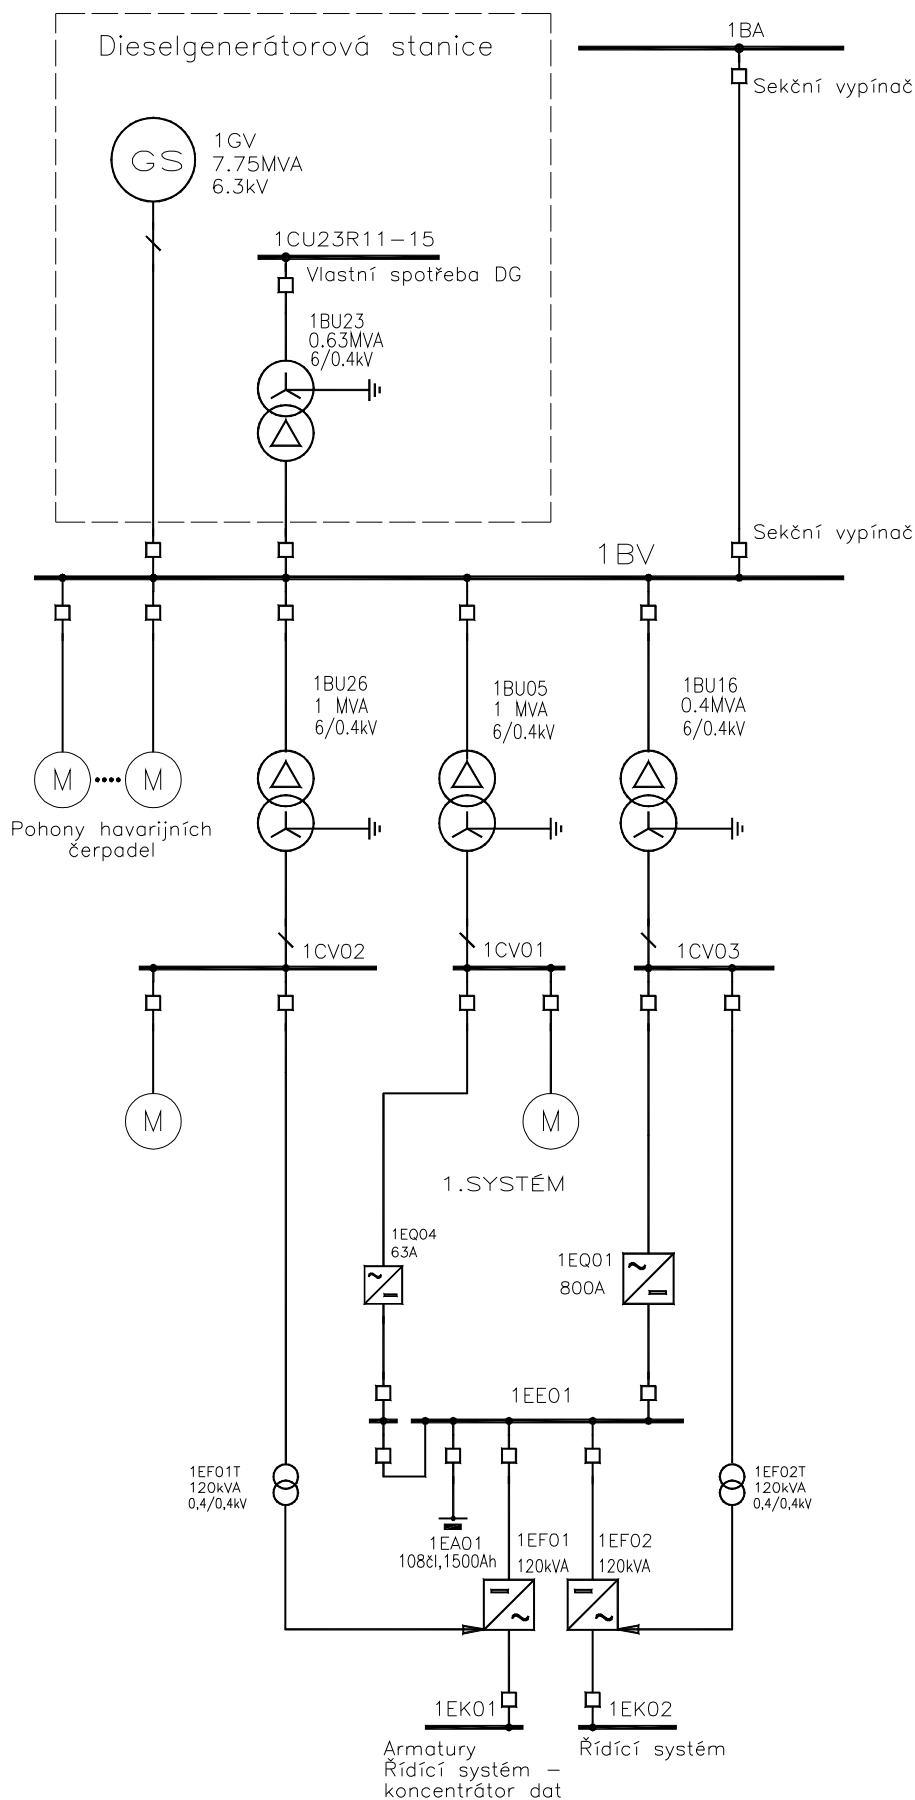 Dieselgenerátorová stanice
1BA
Sekční vypínač
GS
1GV
7.75MVA
6.3kV
1CU23R11-15
Vlastní spotřeba DG
1BU23
0.63MVA
6/0.4kV
Sekční vypínač
1BV
1BU26
1 MVA
6/0.4kV
1BU05
1 MVA
6/0.4kV
1BU16
0.4MVA
6/0.4kV
M
M
Pohony havarijních
čerpadel
1CV02
1CV01
1CV03
M
M
1.SYSTÉM
1EQ04
63A
1EQ01
800A
1EE01
1EF01T
120kVA
0,4/0,4kV
1EF02T
120kVA
0,4/0,4kV
1EA01
108čl,1500Ah
1EF01
120kVA
1EF02
120kVA
1EK01
1EK02
Armatury
Řídící systém -
koncentrátor dat
Řídící systém